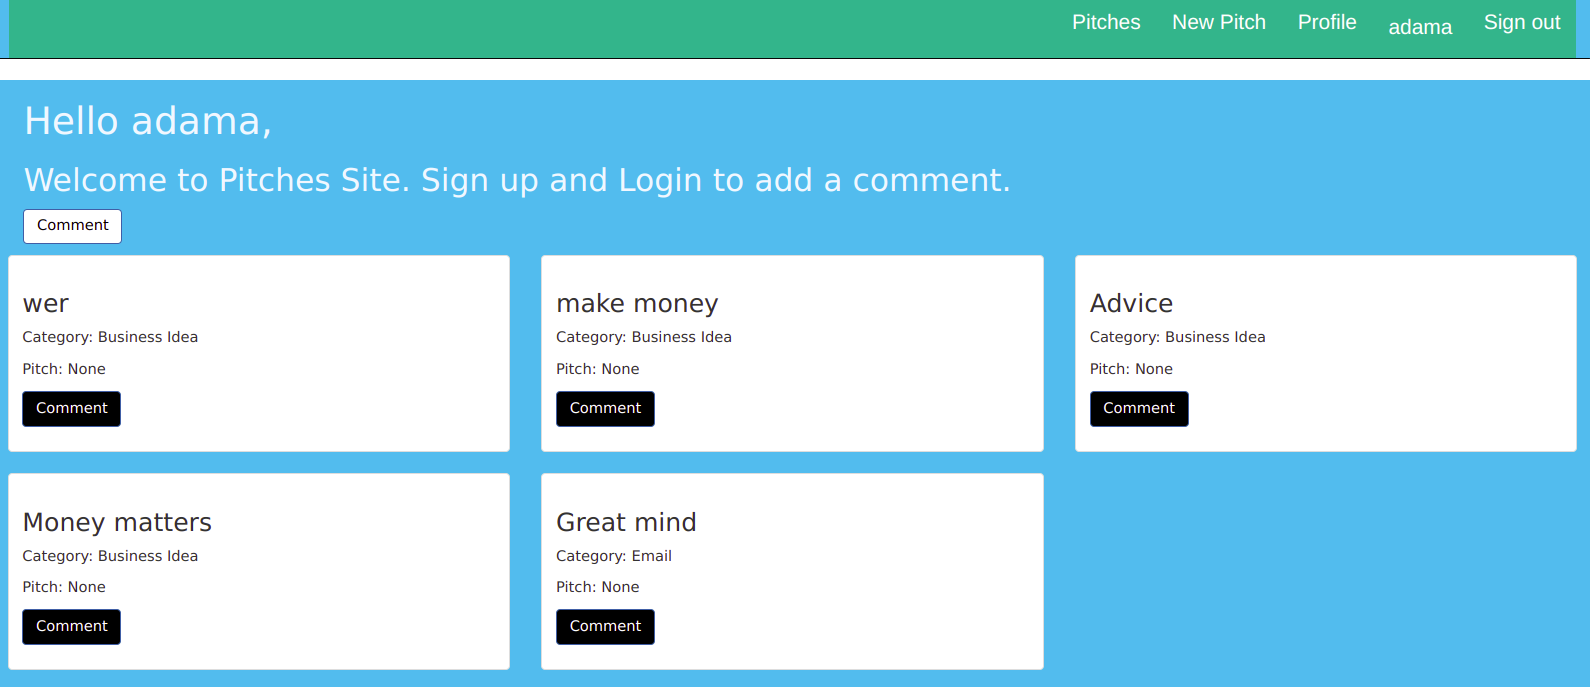 Pitches New Pitch Profile adama Sign out
Hello adama,
Welcome to Pitches Site. Sign up and Login to add a comment.
Comment
wer
Category: Business Idea
Pitch: None
Comment
make money
Category: Business Idea
Pitch: None
Comment
Advice
Category: Business Idea
Pitch: None
Comment
Money matters
Category: Business Idea
Pitch: None
Comment
Great mind
Category: Email
Pitch: None
Comment